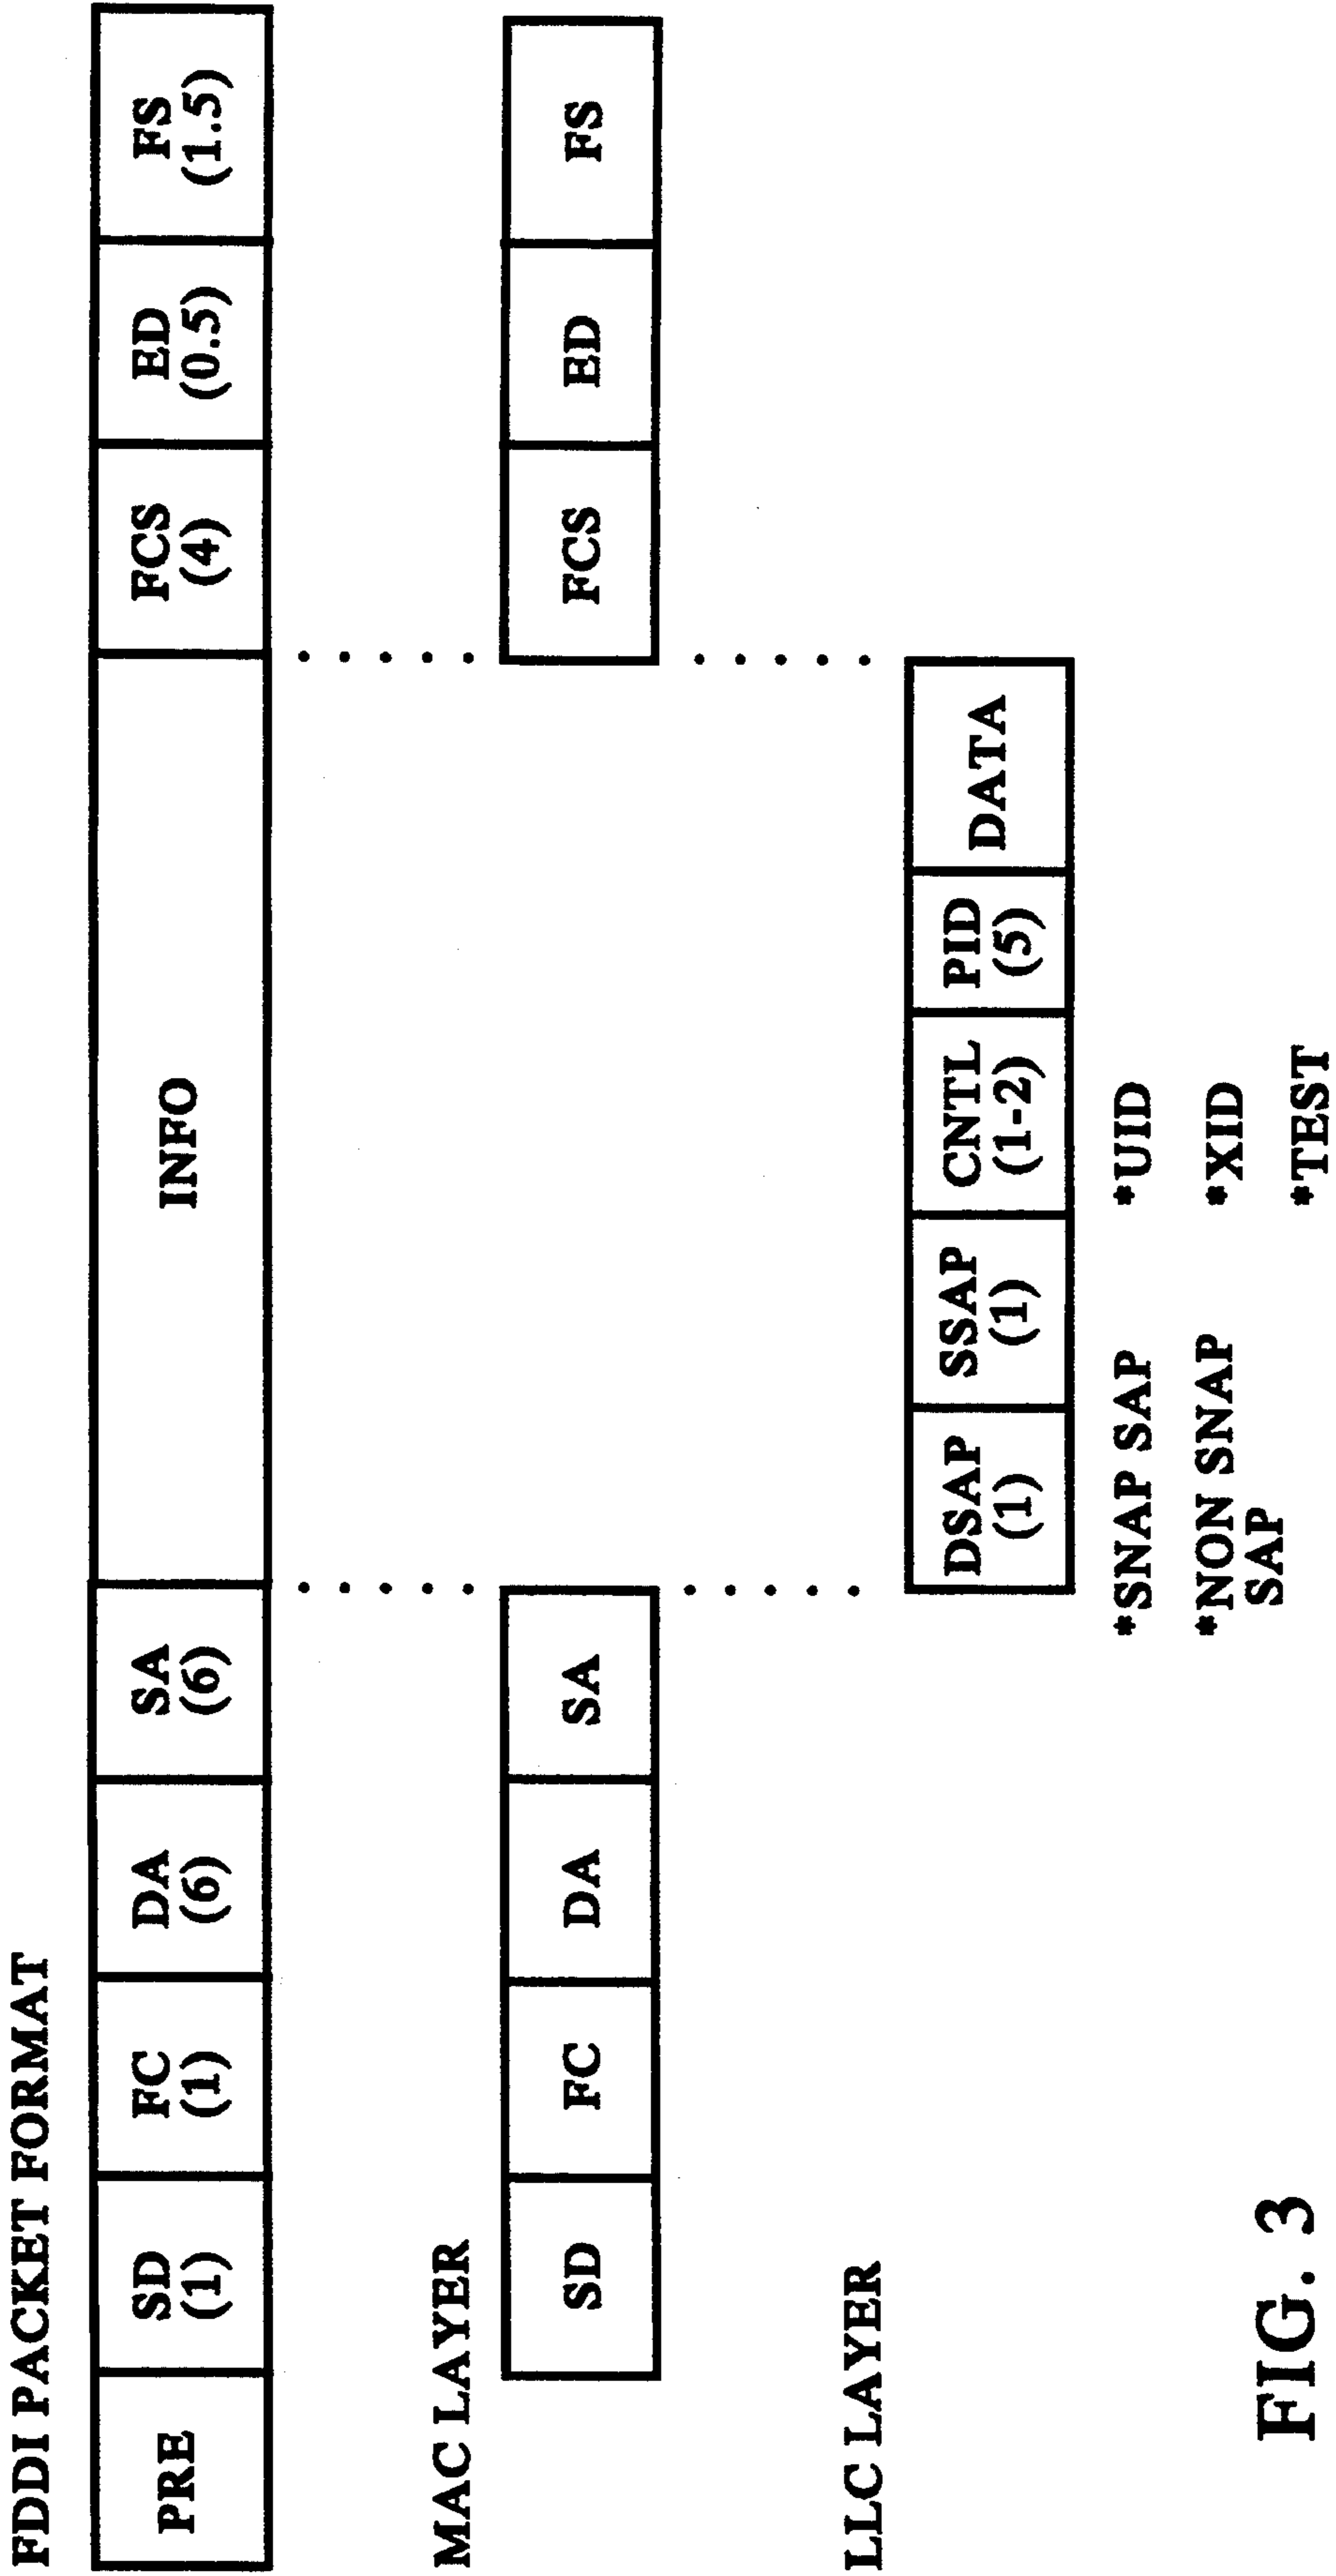 FDDI PACKET FORMAT
PRE
SD
(1)
FC
(1)
DA
(6)
SA
(6)
INFO
FCS
(4)
ED
(0.5)
FS
(1.5)
MAC LAYER
SD
FC
DA
SA
FCS
ED
FS
LLC LAYER
DSAP
(1)
SSAP
(1)
CNTL
(1-2)
PID
(5)
DATA
*SNAP SAP
*NON SNAP
SAP
*UID
*XID
*TEST
FIG. 3